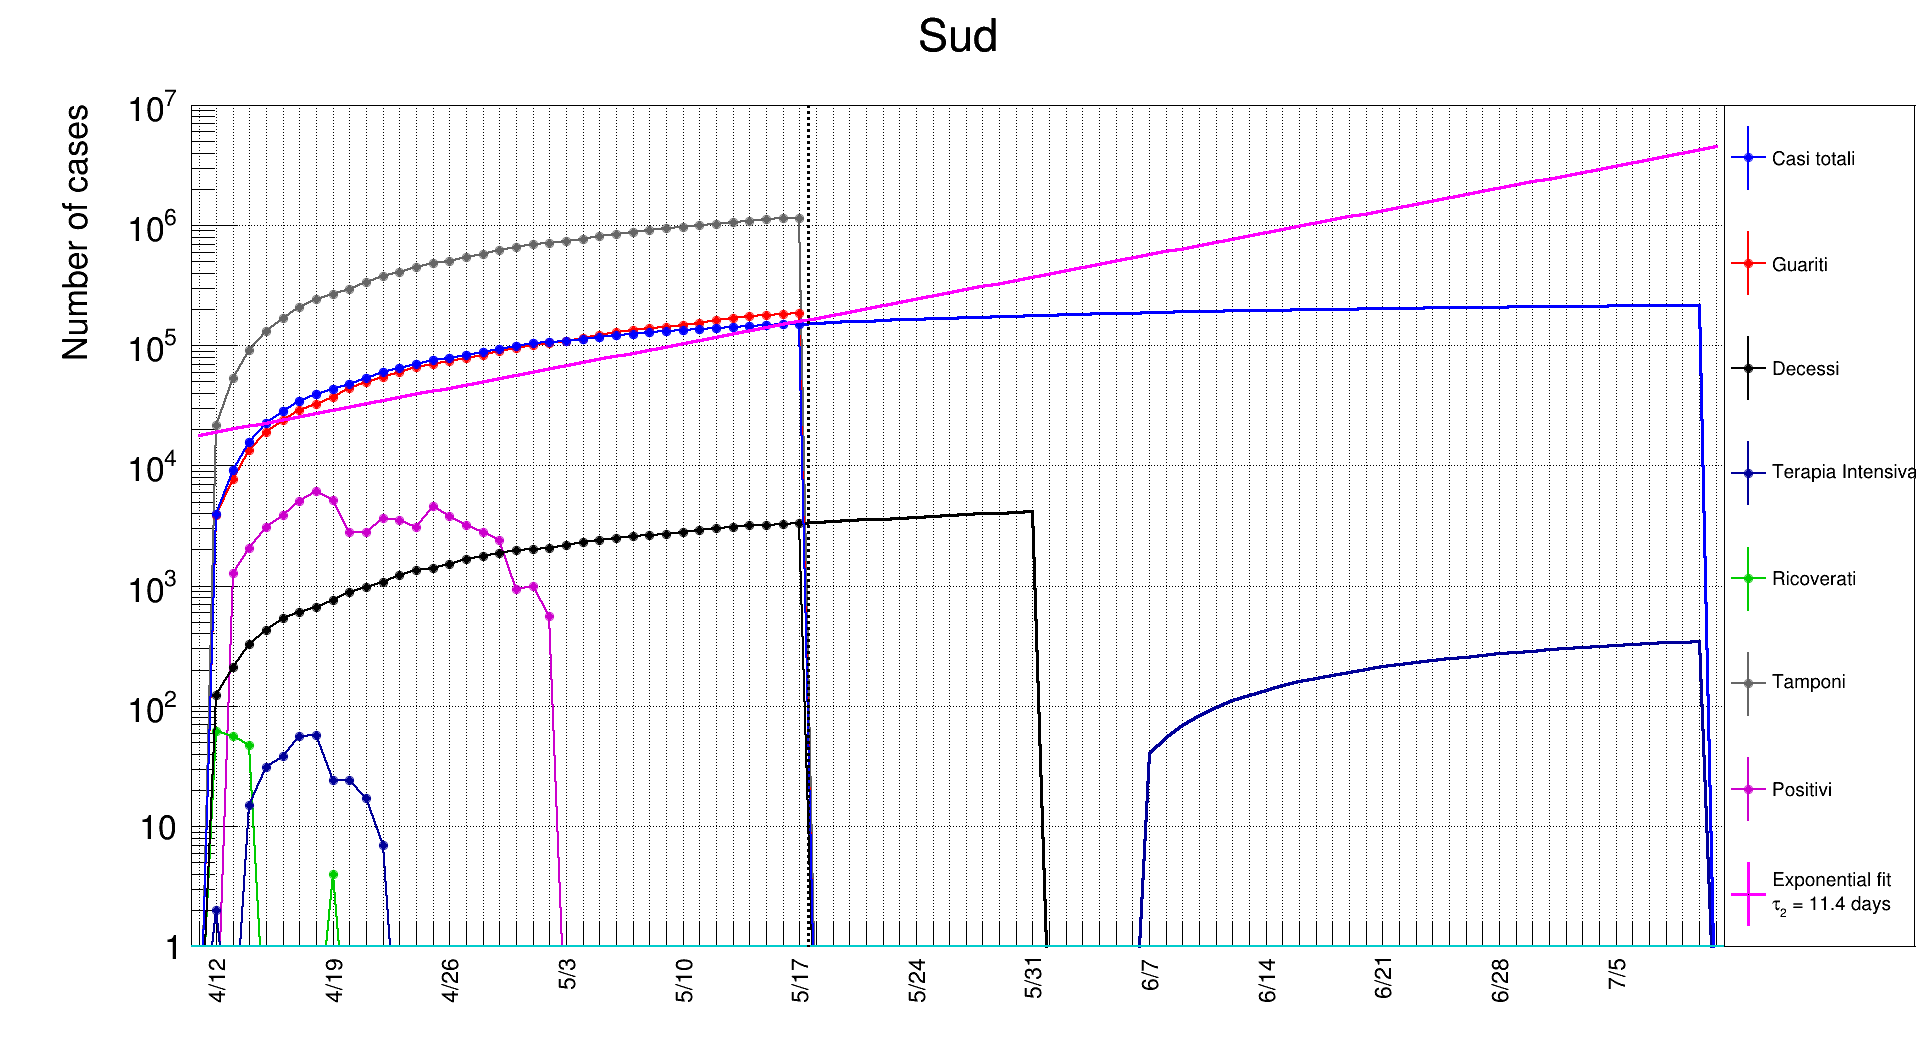 Sud
Number of cases
10^7
10^6
10^5
10^4
10^3
10^2
10
1
4/12
4/19
4/26
5/3
5/10
5/17
5/24
5/31
6/7
6/14
6/21
6/28
7/5
Casi totali
Guariti
Decessi
Terapia Intensiva
Ricoverati
Tamponi
Positivi
Exponential fit
τ₂ = 11.4 days